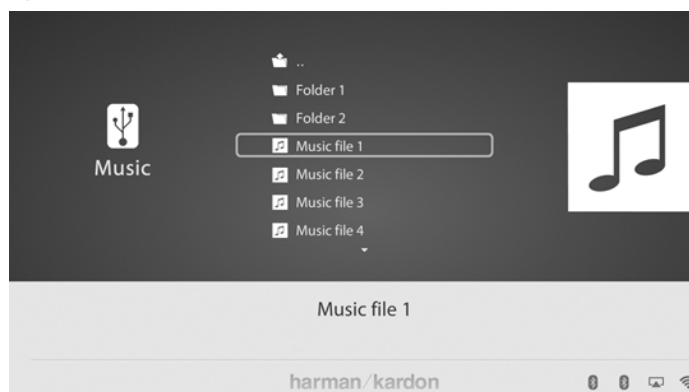 Music
..
Folder 1
Folder 2
Music file 1
Music file 2
Music file 3
Music file 4
Music file 1
harman/kardon